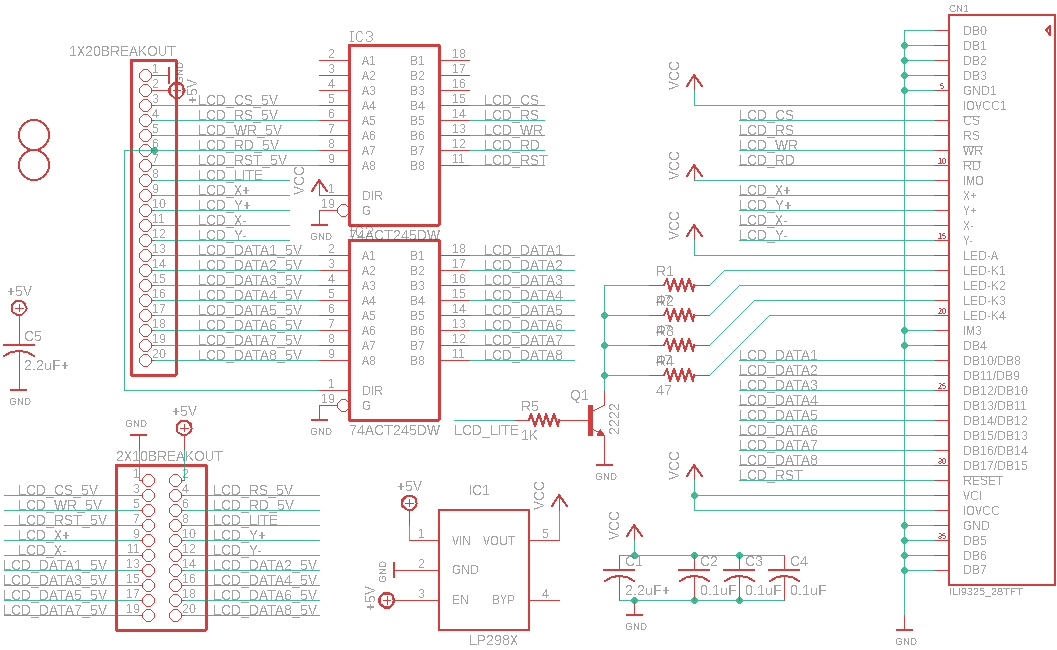 1X20BREAKOUT
1
2
3
4
5
6
7
8
9
10
11
12
13
14
15
16
17
18
19
20
GND
+5V
LCD_CS_5V
LCD_RS_5V
LCD_WR_5V
LCD_RD_5V
LCD_RST_5V
LCD_LITE
LCD_X+
LCD_Y+
LCD_X-
LCD_Y-
LCD_DATA1_5V
LCD_DATA2_5V
LCD_DATA3_5V
LCD_DATA4_5V
LCD_DATA5_5V
LCD_DATA6_5V
LCD_DATA7_5V
LCD_DATA8_5V
IC3
2 A1 B1 18
3 A2 B2 17
4 A3 B3 16
5 A4 B4 15 LCD_CS
6 A5 B5 14 LCD_RS
7 A6 B6 13 LCD_WR
8 A7 B7 12 LCD_RD
9 A8 B8 11 LCD_RST
VCC
1 DIR
19 G
GND
74ACT245DW
2 A1 B1 18 LCD_DATA1
3 A2 B2 17 LCD_DATA2
4 A3 B3 16 LCD_DATA3
5 A4 B4 15 LCD_DATA4
6 A5 B5 14 LCD_DATA5
7 A6 B6 13 LCD_DATA6
8 A7 B7 12 LCD_DATA7
9 A8 B8 11 LCD_DATA8
1 DIR
19 G
GND
74ACT245DW
+5V
C5
2.2uF+
GND
GND
+5V
2X10BREAKOUT
1 2
LCD_CS_5V 3 4 LCD_RS_5V
LCD_WR_5V 5 6 LCD_RD_5V
LCD_RST_5V 7 8 LCD_LITE
LCD_X+ 9 10 LCD_Y+
LCD_X- 11 12 LCD_Y-
LCD_DATA1_5V 13 14 LCD_DATA2_5V
LCD_DATA3_5V 15 16 LCD_DATA4_5V
LCD_DATA5_5V 17 18 LCD_DATA6_5V
LCD_DATA7_5V 19 20 LCD_DATA8_5V
LCD_LITE
R5
1K
Q1
2222
GND
R1
R2
R4
47
IC1
+5V
VCC
1 VIN VOUT 5
GND 2 GND
+5V 3 EN BYP 4
LP298X
VCC
C1
2.2uF+
C2
0.1uF
C3
0.1uF
C4
0.1uF
GND
VCC
LCD_CS
LCD_RS
LCD_WR
LCD_RD
VCC
LCD_X+
LCD_Y+
LCD_X-
LCD_Y-
VCC
LCD_DATA1
LCD_DATA2
LCD_DATA3
LCD_DATA4
LCD_DATA5
LCD_DATA6
LCD_DATA7
LCD_DATA8
LCD_RST
VCC
CN1
DB0
DB1
DB2
DB3
5 GND1
IOVCC1
CS
RS
WR
10 RD
IMO
X+
Y+
X-
15 Y-
LED-A
LED-K1
LED-K2
LED-K3
20 LED-K4
IM3
DB4
DB10/DB8
DB11/DB9
25 DB12/DB10
DB13/DB11
DB14/DB12
DB15/DB13
DB16/DB14
30 DB17/DB15
RESET
VCI
IOVCC
GND
35 DB5
DB6
DB7
ILI9325_28TFT
GND